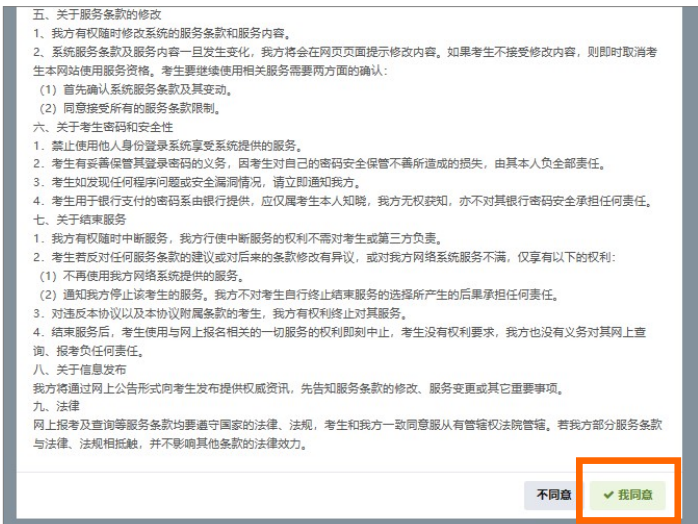 五、关于服务条款的修改
1、我方有权随时修改系统的服务条款和服务内容。
2、系统服务条款及服务内容一旦发生变化，我方将会在网页页面提示修改内容。如果考生不接受修改内容，则即时取消考
生本网站使用服务资格。考生要继续使用相关服务需要两方面的确认：
（1）首先确认系统服务条款及其变动。
（2）同意接受所有的服务条款限制。
六、关于考生密码和安全性
1．禁止使用他人身份登录系统享受系统提供的服务。
2．考生有妥善保管其登录密码的义务，因考生对自己的密码安全保管不善所造成的损失，由其本人负全部责任。
3．考生如发现任何程序问题或安全漏洞情况，请立即通知我方。
4．考生用于银行支付的密码系由银行提供，应仅属考生本人知晓，我方无权获知，亦不对其银行密码安全承担任何责任。
七、关于结束服务
1．我方有权随时中断服务，我方行使中断服务的权利不需对考生或第三方负责。
2．考生若反对任何服务条款的建议或对后来的条款修改有异议，或对我方网络系统服务不满，仅享有以下的权利：
（1）不再使用我方网络系统提供的服务。
（2）通知我方停止该考生的服务。我方不对考生自行终止结束服务的选择所产生的后果承担任何责任。
3．对违反本协议以及本协议附属条款的考生，我方有权利终止对其服务。
4．结束服务后，考生使用与网上报名相关的一切服务的权利即刻中止，考生没有权利要求，我方也没有义务对其网上查
询、报考负任何责任。
八、关于信息发布
我方将通过网上公告形式向考生发布提供权威资讯，先告知服务条款的修改、服务变更或其它重要事项。
九、法律
网上报考及查询等服务条款均要遵守国家的法律、法规，考生和我方一致同意服从有管辖权法院管辖。若我方部分服务条款
与法律、法规相抵触，并不影响其他条款的法律效力。
不同意 ✔ 我同意